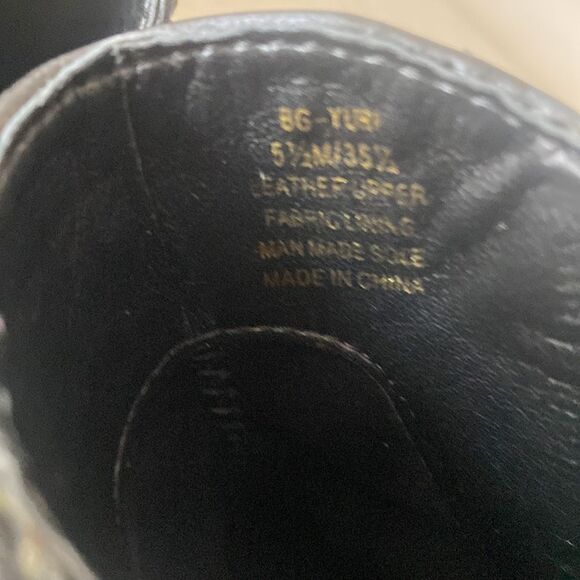 BG-YURI
5½M/35½
LEATHER UPPER
FABRIC LINING
MAN MADE SOLE
MADE IN CHINA